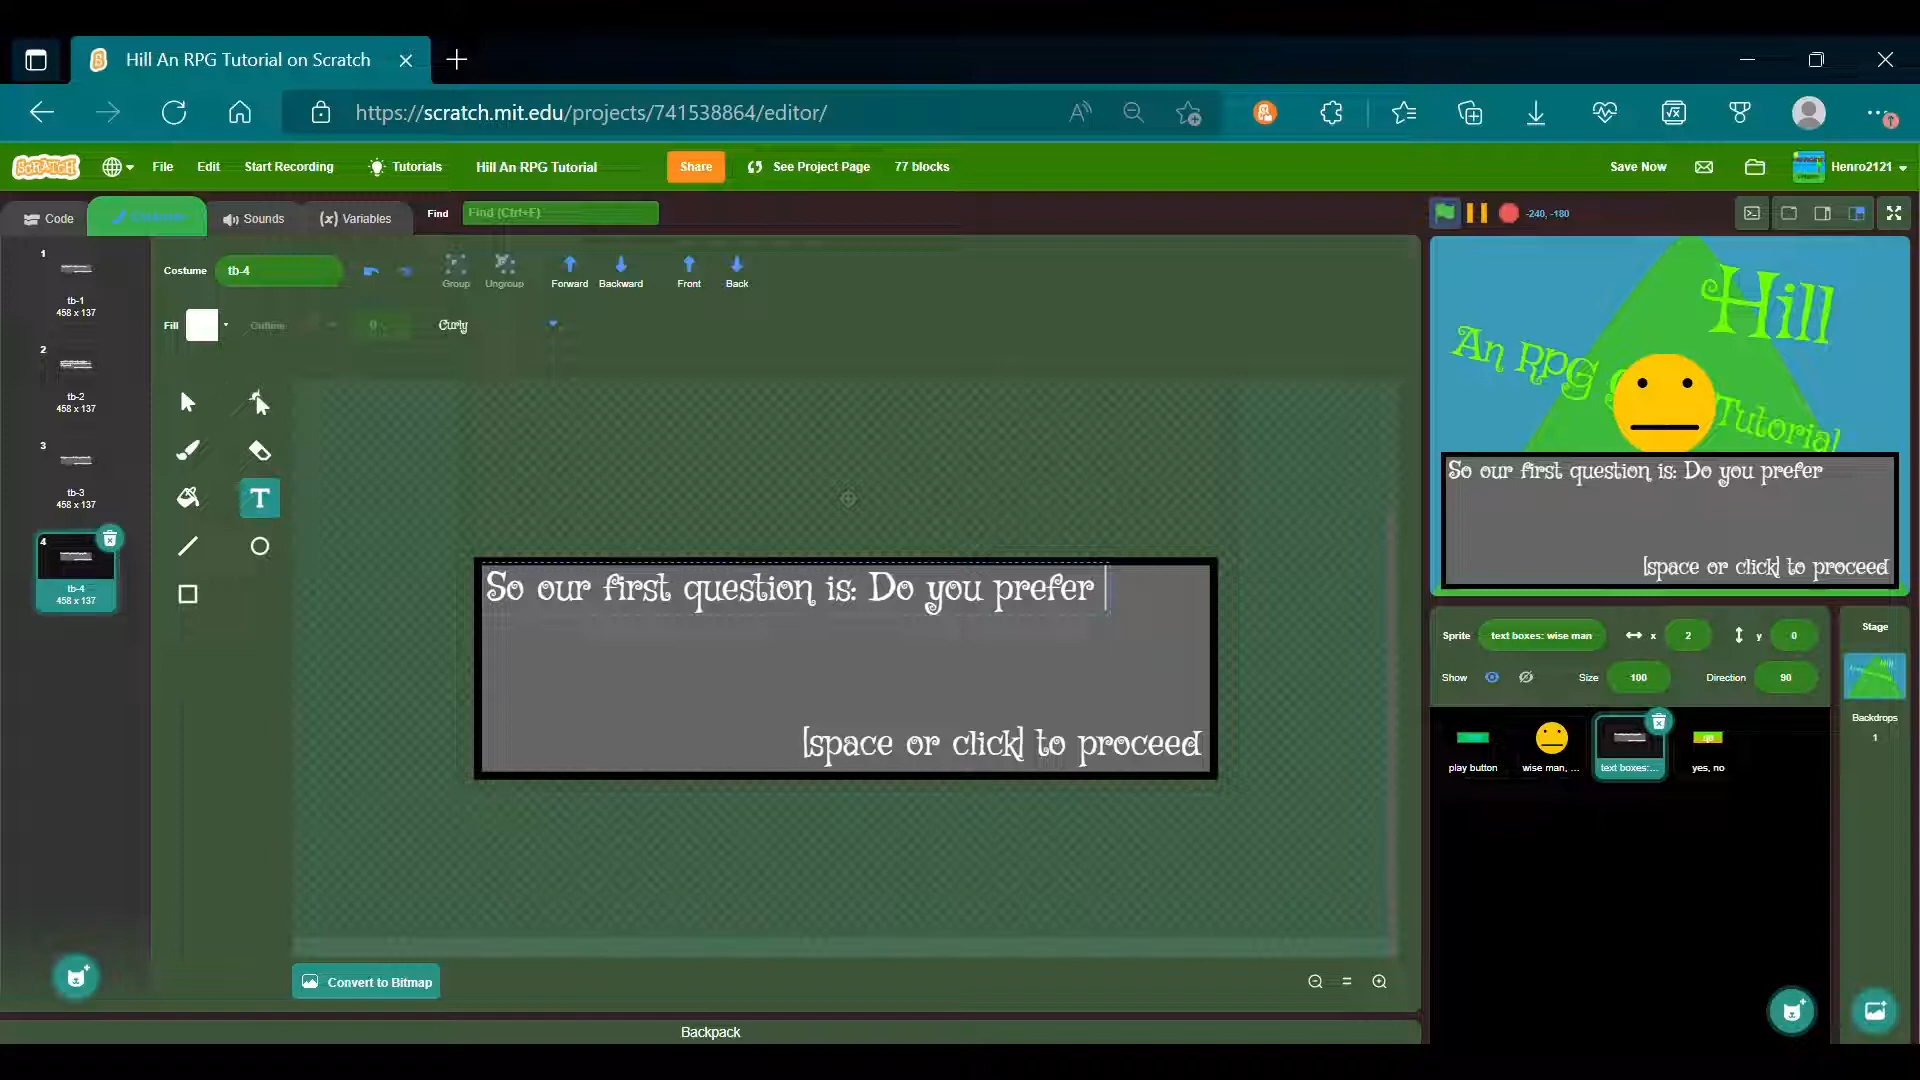 Hill An RPG Tutorial on Scratch
https://scratch.mit.edu/projects/741538864/editor/
SCRATCH
File
Edit
Start Recording
Tutorials
Hill An RPG Tutorial
Share
See Project Page
77 blocks
Save Now
Henro2121
Code
Costumes
Sounds
(x) Variables
Find
Find (Ctrl+F)
-240, -180
Costume
tb-4
Group
Ungroup
Forward
Backward
Front
Back
Fill
Outline
0
Curly
1
tb-1
458 x 137
2
tb-2
458 x 137
3
tb-3
458 x 137
4
tb-4
458 x 137
T
So our first question is: Do you prefer
[space or click] to proceed
Convert to Bitmap
Backpack
Hill
An RPG
Tutorial
So our first question is: Do you prefer
[space or click] to proceed
Sprite
text boxes: wise man
x
2
y
0
Show
Size
100
Direction
90
Stage
Backdrops
1
play button
wise man, ...
text boxes:...
yes, no